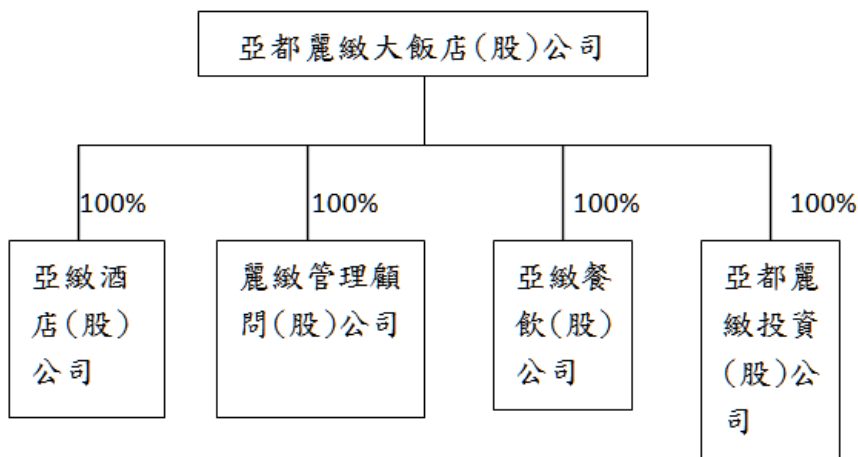 亞都麗緻大飯店(股)公司
100%
100%
100%
100%
亞緻酒
店(股)
公司
麗緻管理顧
問(股)公司
亞緻餐
飲(股)
公司
亞都麗
緻投資
(股)公
司